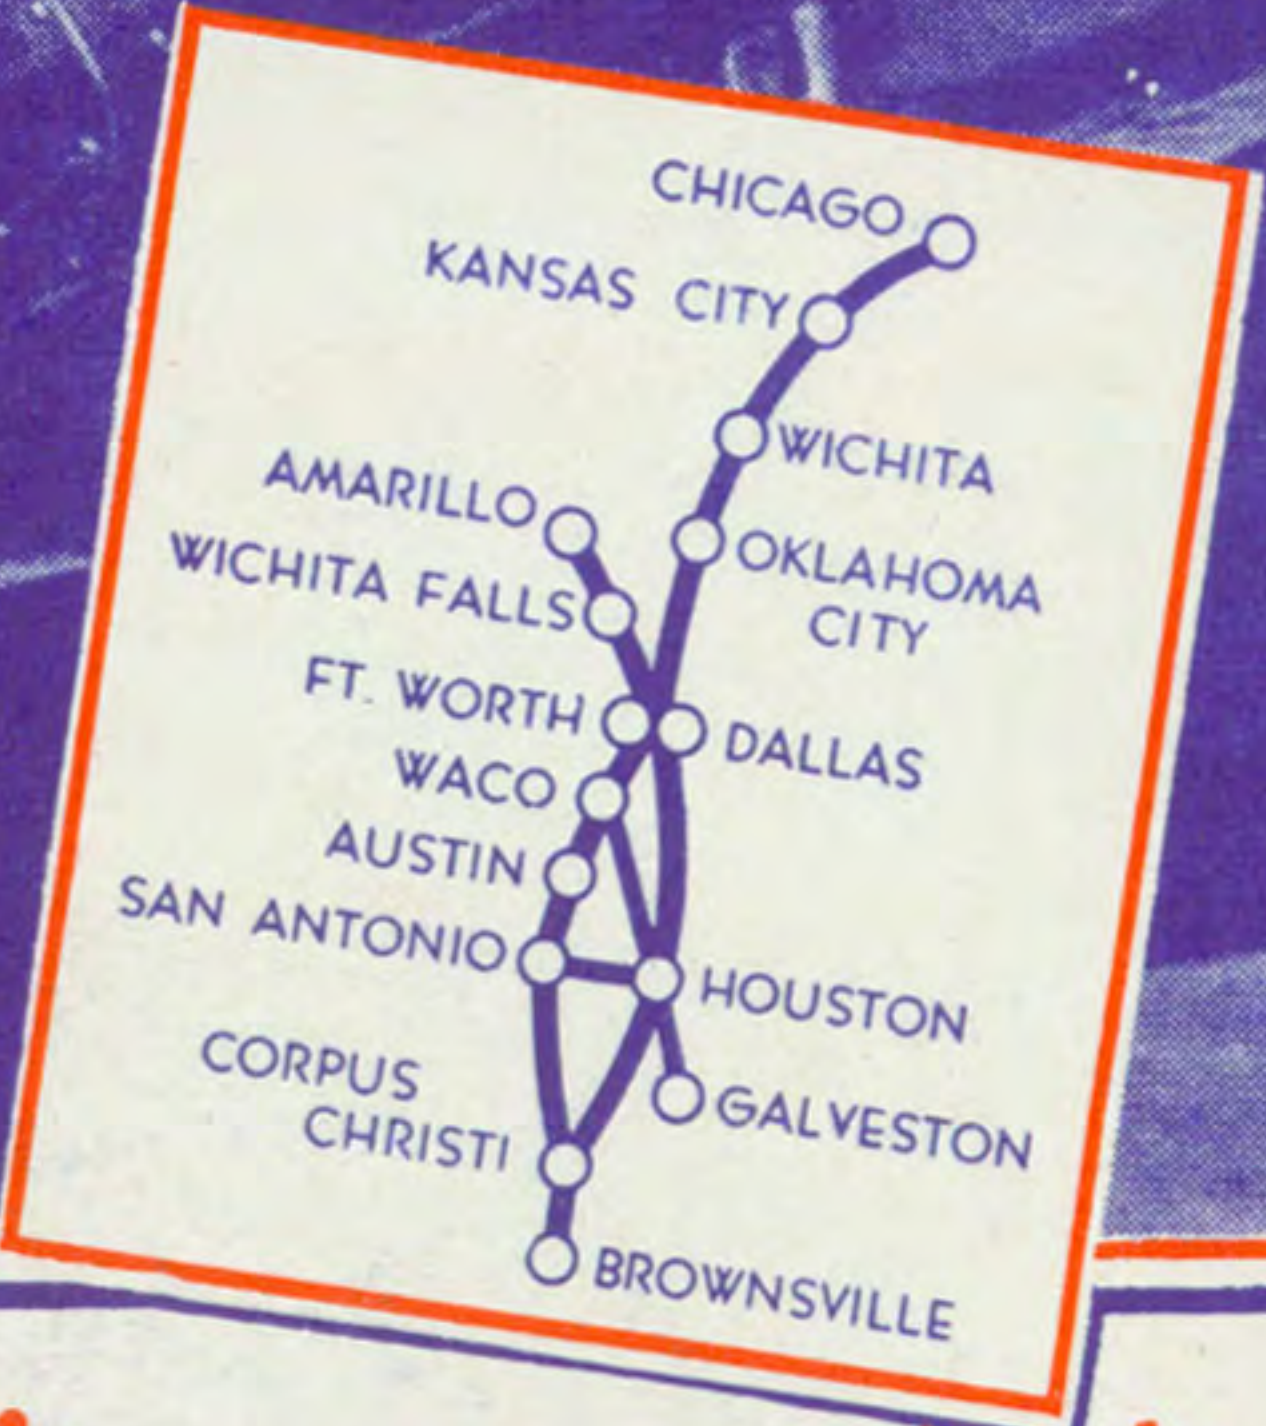 CHICAGO
KANSAS CITY
WICHITA
AMARILLO
OKLAHOMA
CITY
WICHITA FALLS
FT. WORTH
DALLAS
WACO
AUSTIN
SAN ANTONIO
HOUSTON
CORPUS
CHRISTI
GALVESTON
BROWNSVILLE